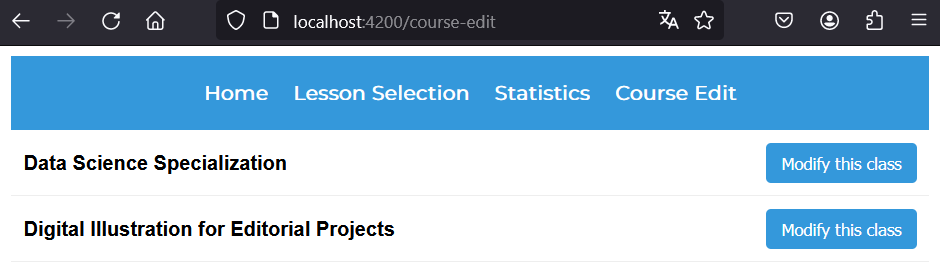 localhost:4200/course-edit
Home Lesson Selection Statistics Course Edit
Data Science Specialization Modify this class
Digital Illustration for Editorial Projects Modify this class